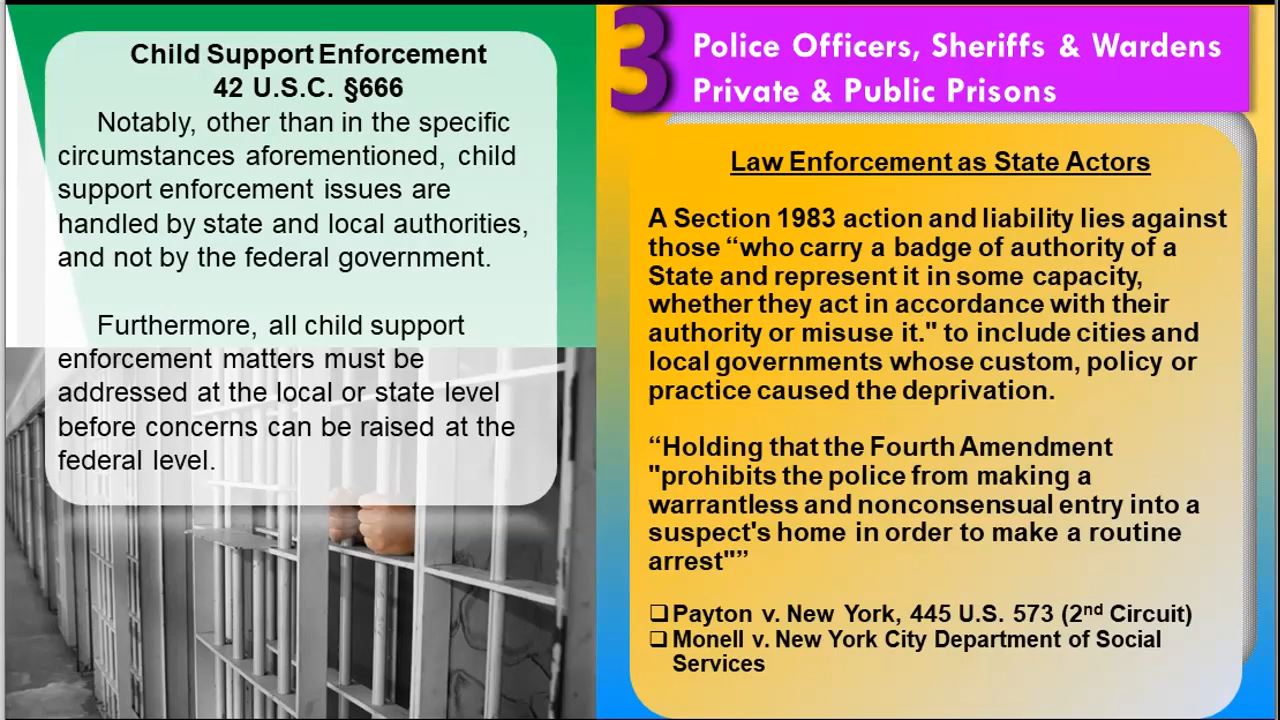 Child Support Enforcement
42 U.S.C. §666
Notably, other than in the specific
circumstances aforementioned, child
support enforcement issues are
handled by state and local authorities,
and not by the federal government.
Furthermore, all child support
enforcement matters must be
addressed at the local or state level
before concerns can be raised at the
federal level.
3
Police Officers, Sheriffs & Wardens
Private & Public Prisons
Law Enforcement as State Actors
A Section 1983 action and liability lies against
those “who carry a badge of authority of a
State and represent it in some capacity,
whether they act in accordance with their
authority or misuse it." to include cities and
local governments whose custom, policy or
practice caused the deprivation.
“Holding that the Fourth Amendment
"prohibits the police from making a
warrantless and nonconsensual entry into a
suspect's home in order to make a routine
arrest"”
❑ Payton v. New York, 445 U.S. 573 (2nd Circuit)
❑ Monell v. New York City Department of Social
Services